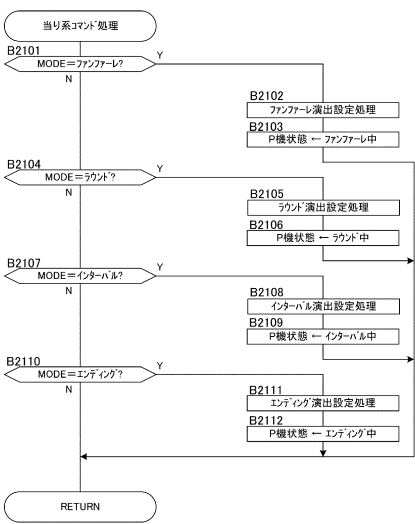 当り系ｺﾏﾝﾄﾞ処理
B2101
MODE＝ﾌｧﾝﾌｧｰﾚ?
Y
N
B2102
ﾌｧﾝﾌｧｰﾚ演出設定処理
B2103
P機状態 ← ﾌｧﾝﾌｧｰﾚ中
B2104
MODE＝ﾗｳﾝﾄﾞ?
Y
N
B2105
ﾗｳﾝﾄﾞ演出設定処理
B2106
P機状態 ← ﾗｳﾝﾄﾞ中
B2107
MODE＝ｲﾝﾀｰﾊﾞﾙ?
Y
N
B2108
ｲﾝﾀｰﾊﾞﾙ演出設定処理
B2109
P機状態 ← ｲﾝﾀｰﾊﾞﾙ中
B2110
MODE＝ｴﾝﾃﾞｨﾝｸﾞ?
Y
N
B2111
ｴﾝﾃﾞｨﾝｸﾞ演出設定処理
B2112
P機状態 ← ｴﾝﾃﾞｨﾝｸﾞ中
RETURN